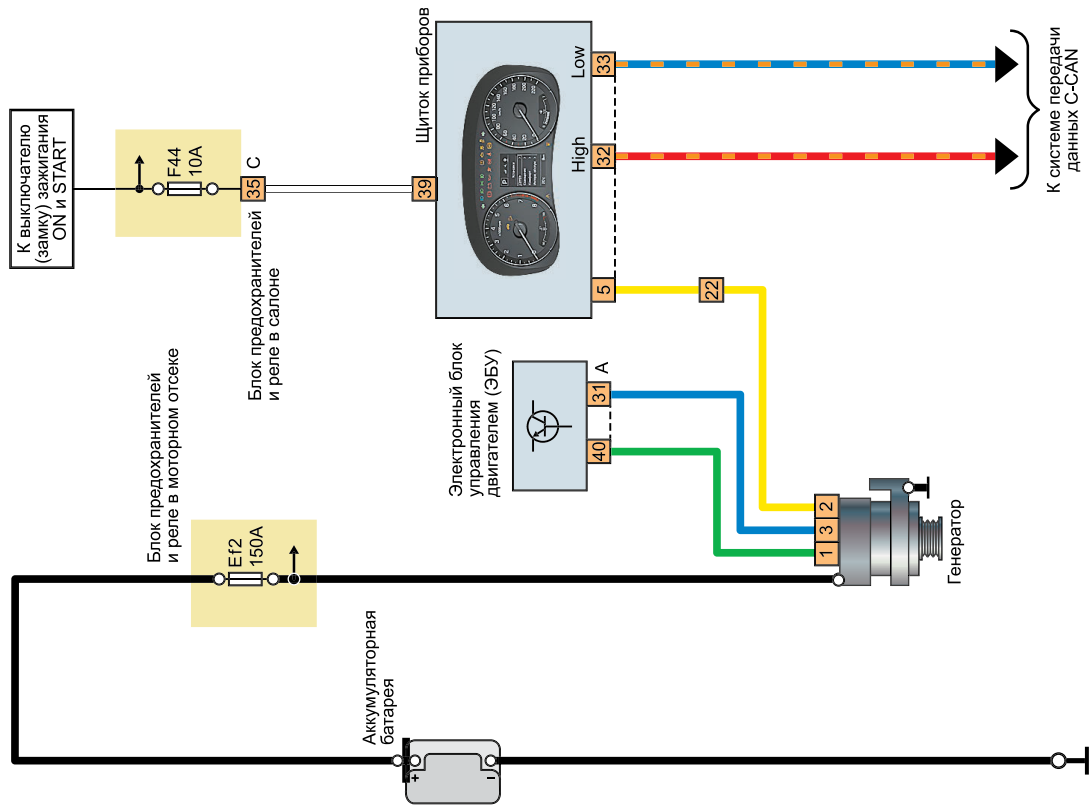 К выключателю
(замку) зажигания
ON и START
F44
10A
35
C
Блок предохранителей
и реле в салоне
39
Щиток приборов
Low
33
High
32
5
22
К системе передачи
данных C-CAN
Электронный блок
управления
двигателем (ЭБУ)
A
31
40
Блок предохранителей
и реле в моторном отсеке
Ef2
150A
2
3
1
Генератор
Аккумуляторная
батарея
+
–